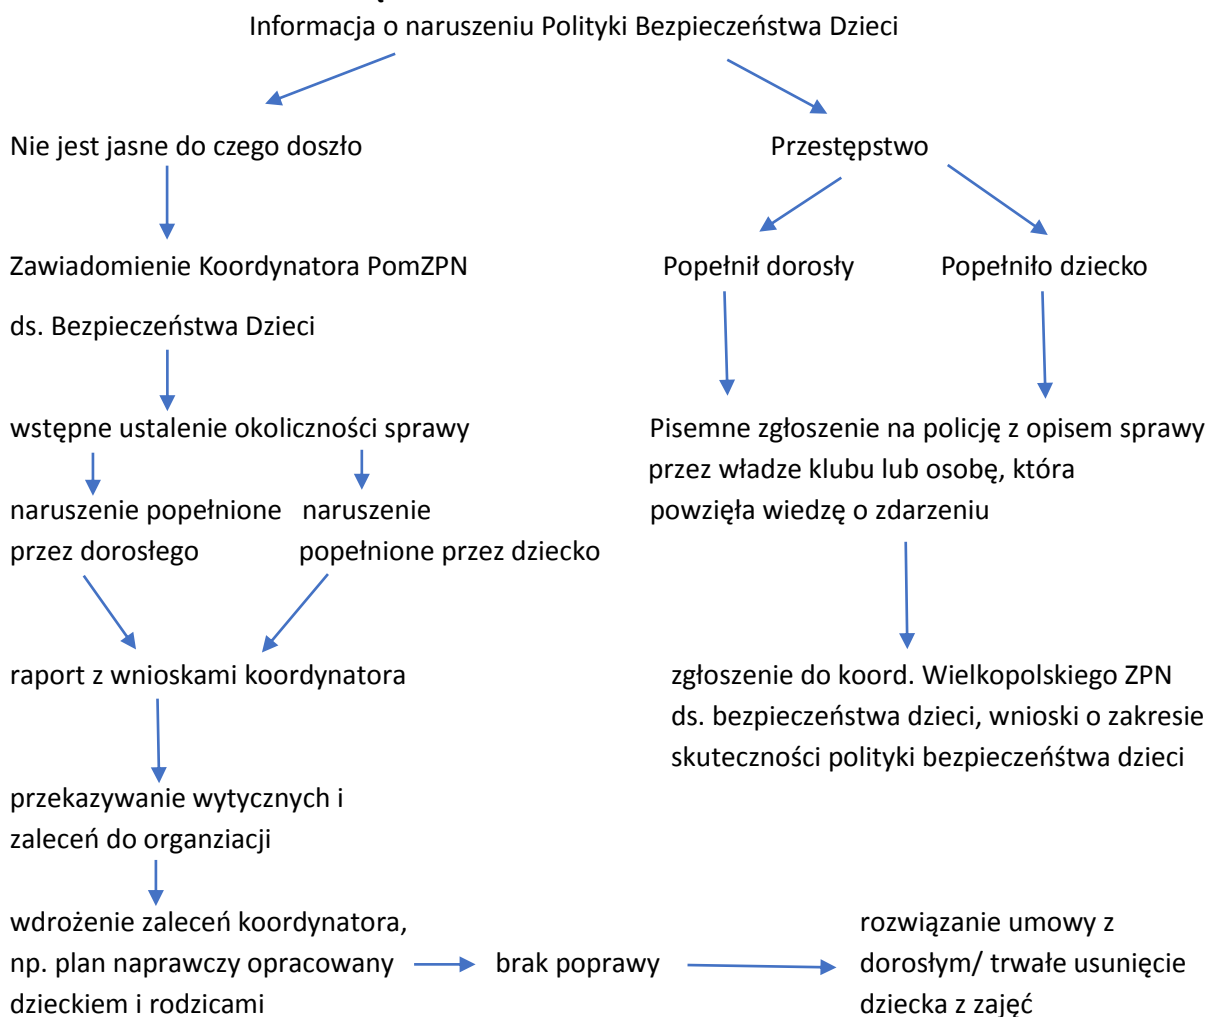 Informacja o naruszeniu Polityki Bezpieczeństwa Dzieci
Nie jest jasne do czego doszło
Przestępstwo
Zawiadomienie Koordynatora PomZPN
ds. Bezpieczeństwa Dzieci
Popełnił dorosły
Popełniło dziecko
wstępne ustalenie okoliczności sprawy
Pisemne zgłoszenie na policję z opisem sprawy
przez władze klubu lub osobę, która
powzięła wiedzę o zdarzeniu
naruszenie popełnione
przez dorosłego
naruszenie
popełnione przez dziecko
raport z wnioskami koordynatora
zgłoszenie do koord. Wielkopolskiego ZPN
ds. bezpieczeństwa dzieci, wnioski o zakresie
skuteczności polityki bezpieczeńśtwa dzieci
przekazywanie wytycznych i
zaleceń do organziacji
wdrożenie zaleceń koordynatora,
np. plan naprawczy opracowany
dzieckiem i rodzicami
brak poprawy
rozwiązanie umowy z
dorosłym/ trwałe usunięcie
dziecka z zajęć